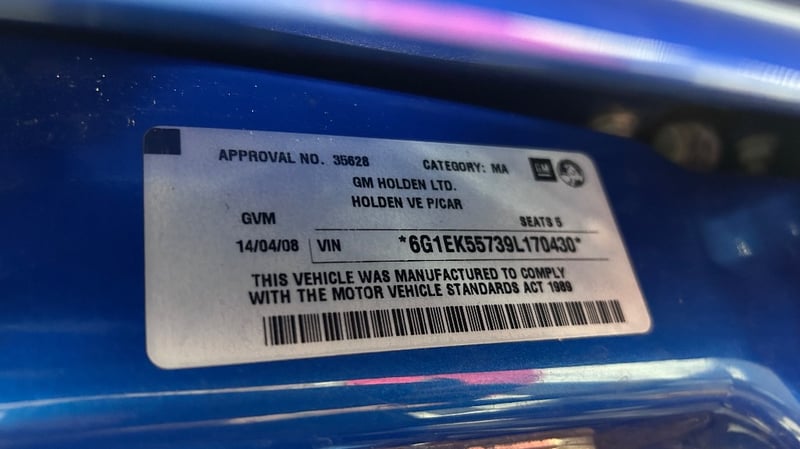 APPROVAL NO. 35628 CATEGORY: MA GM
GM HOLDEN LTD.
HOLDEN VE P/CAR
GVM SEATS 5
14/04/08 VIN *6G1EK55739L170430*
THIS VEHICLE WAS MANUFACTURED TO COMPLY
WITH THE MOTOR VEHICLE STANDARDS ACT 1989